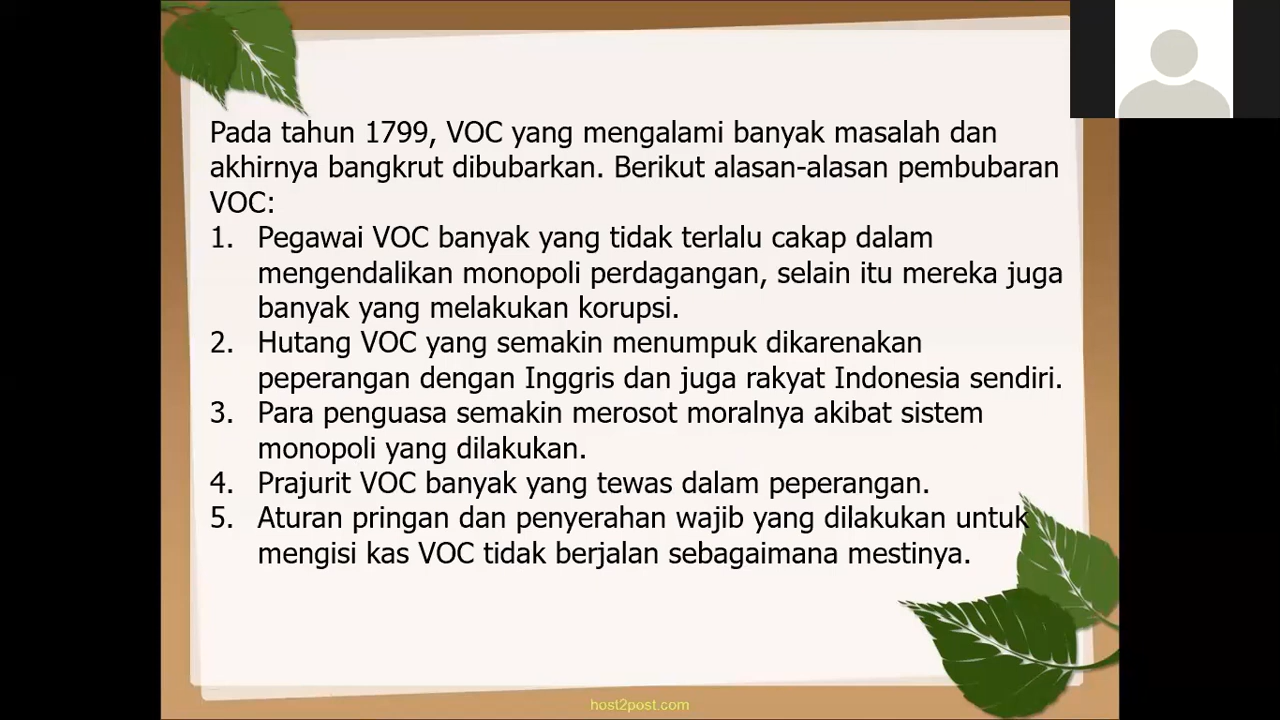 Pada tahun 1799, VOC yang mengalami banyak masalah dan
akhirnya bangkrut dibubarkan. Berikut alasan-alasan pembubaran
VOC:
1. Pegawai VOC banyak yang tidak terlalu cakap dalam
mengendalikan monopoli perdagangan, selain itu mereka juga
banyak yang melakukan korupsi.
2. Hutang VOC yang semakin menumpuk dikarenakan
peperangan dengan Inggris dan juga rakyat Indonesia sendiri.
3. Para penguasa semakin merosot moralnya akibat sistem
monopoli yang dilakukan.
4. Prajurit VOC banyak yang tewas dalam peperangan.
5. Aturan pringan dan penyerahan wajib yang dilakukan untuk
mengisi kas VOC tidak berjalan sebagaimana mestinya.
host2post.com